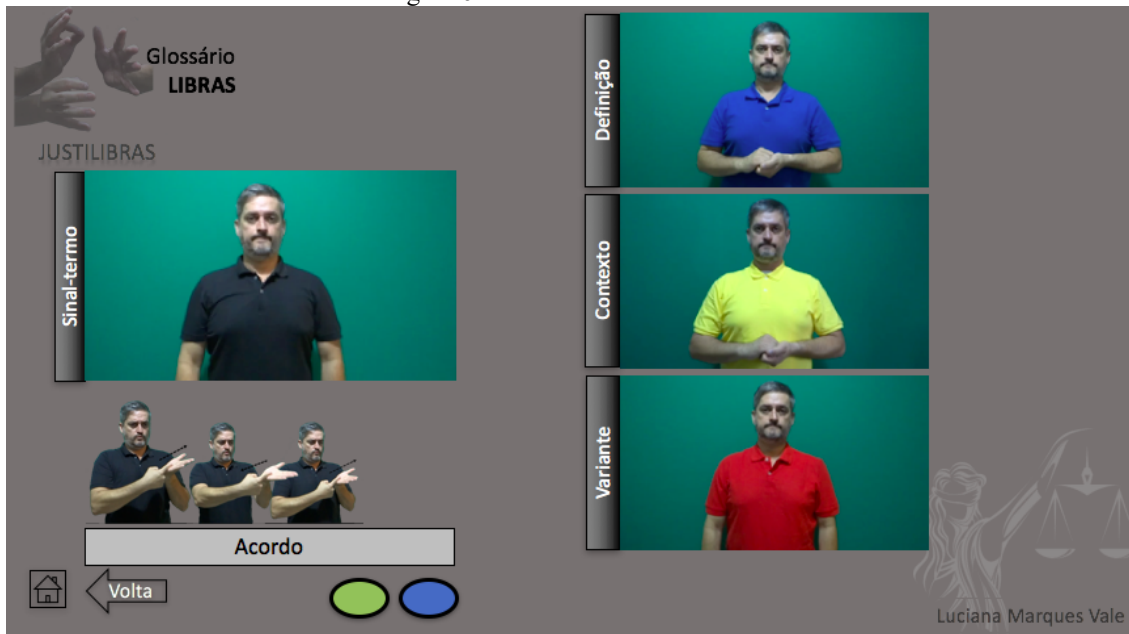 Glossário
LIBRAS
JUSTILIBRAS
Sinal-termo
Acordo
Volta
Definição
Contexto
Variante
Luciana Marques Vale